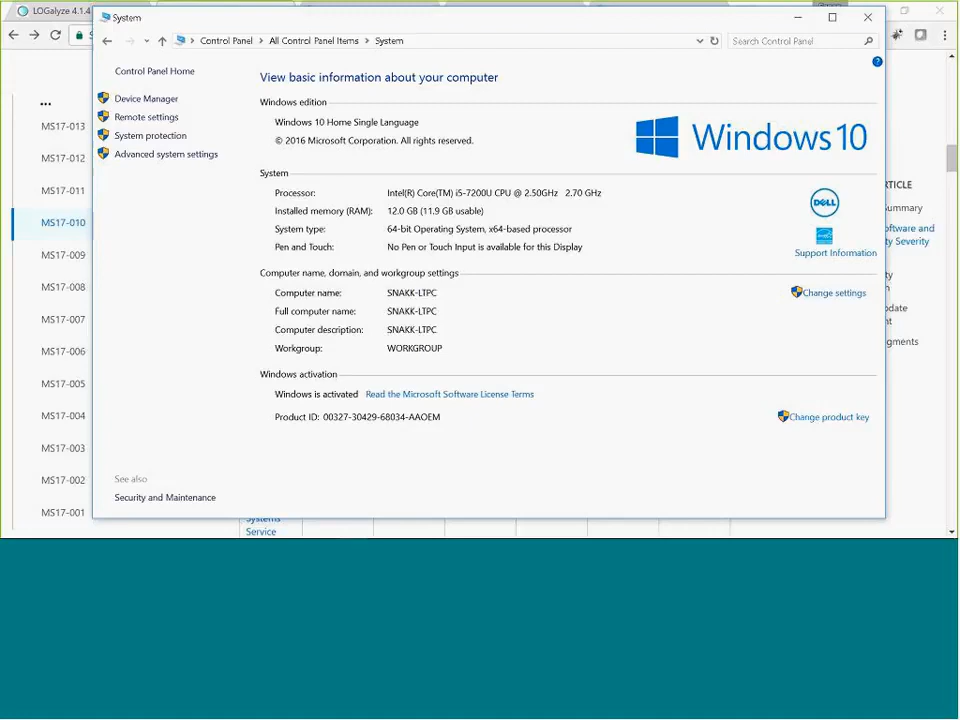 LOGalyze 4.1.4
System
Control Panel > All Control Panel Items > System
Search Control Panel
Control Panel Home
Device Manager
Remote settings
System protection
Advanced system settings
See also
Security and Maintenance
View basic information about your computer
Windows edition
Windows 10 Home Single Language
© 2016 Microsoft Corporation. All rights reserved.
Windows 10
System
Processor: Intel(R) Core(TM) i5-7200U CPU @ 2.50GHz 2.70 GHz
Installed memory (RAM): 12.0 GB (11.9 GB usable)
System type: 64-bit Operating System, x64-based processor
Pen and Touch: No Pen or Touch Input is available for this Display
DELL
Support Information
Computer name, domain, and workgroup settings
Computer name: SNAKK-LTPC
Change settings
Full computer name: SNAKK-LTPC
Computer description: SNAKK-LTPC
Workgroup: WORKGROUP
Windows activation
Windows is activated Read the Microsoft Software License Terms
Product ID: 00327-30429-68034-AAOEM
Change product key
...
MS17-013
MS17-012
MS17-011
MS17-010
MS17-009
MS17-008
MS17-007
MS17-006
MS17-005
MS17-004
MS17-003
MS17-002
MS17-001
Systems
Service
RTICLE
ummary
oftware and
ty Severity
ty
n
pdate
nt
gments